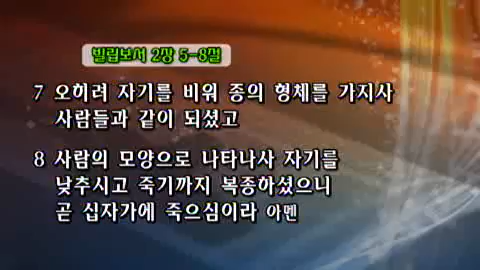 빌립보서 2장 5-8절
7 오히려 자기를 비워 종의 형체를 가지사
사람들과 같이 되셨고
8 사람의 모양으로 나타나사 자기를
낮추시고 죽기까지 복종하셨으니
곧 십자가에 죽으심이라 아멘